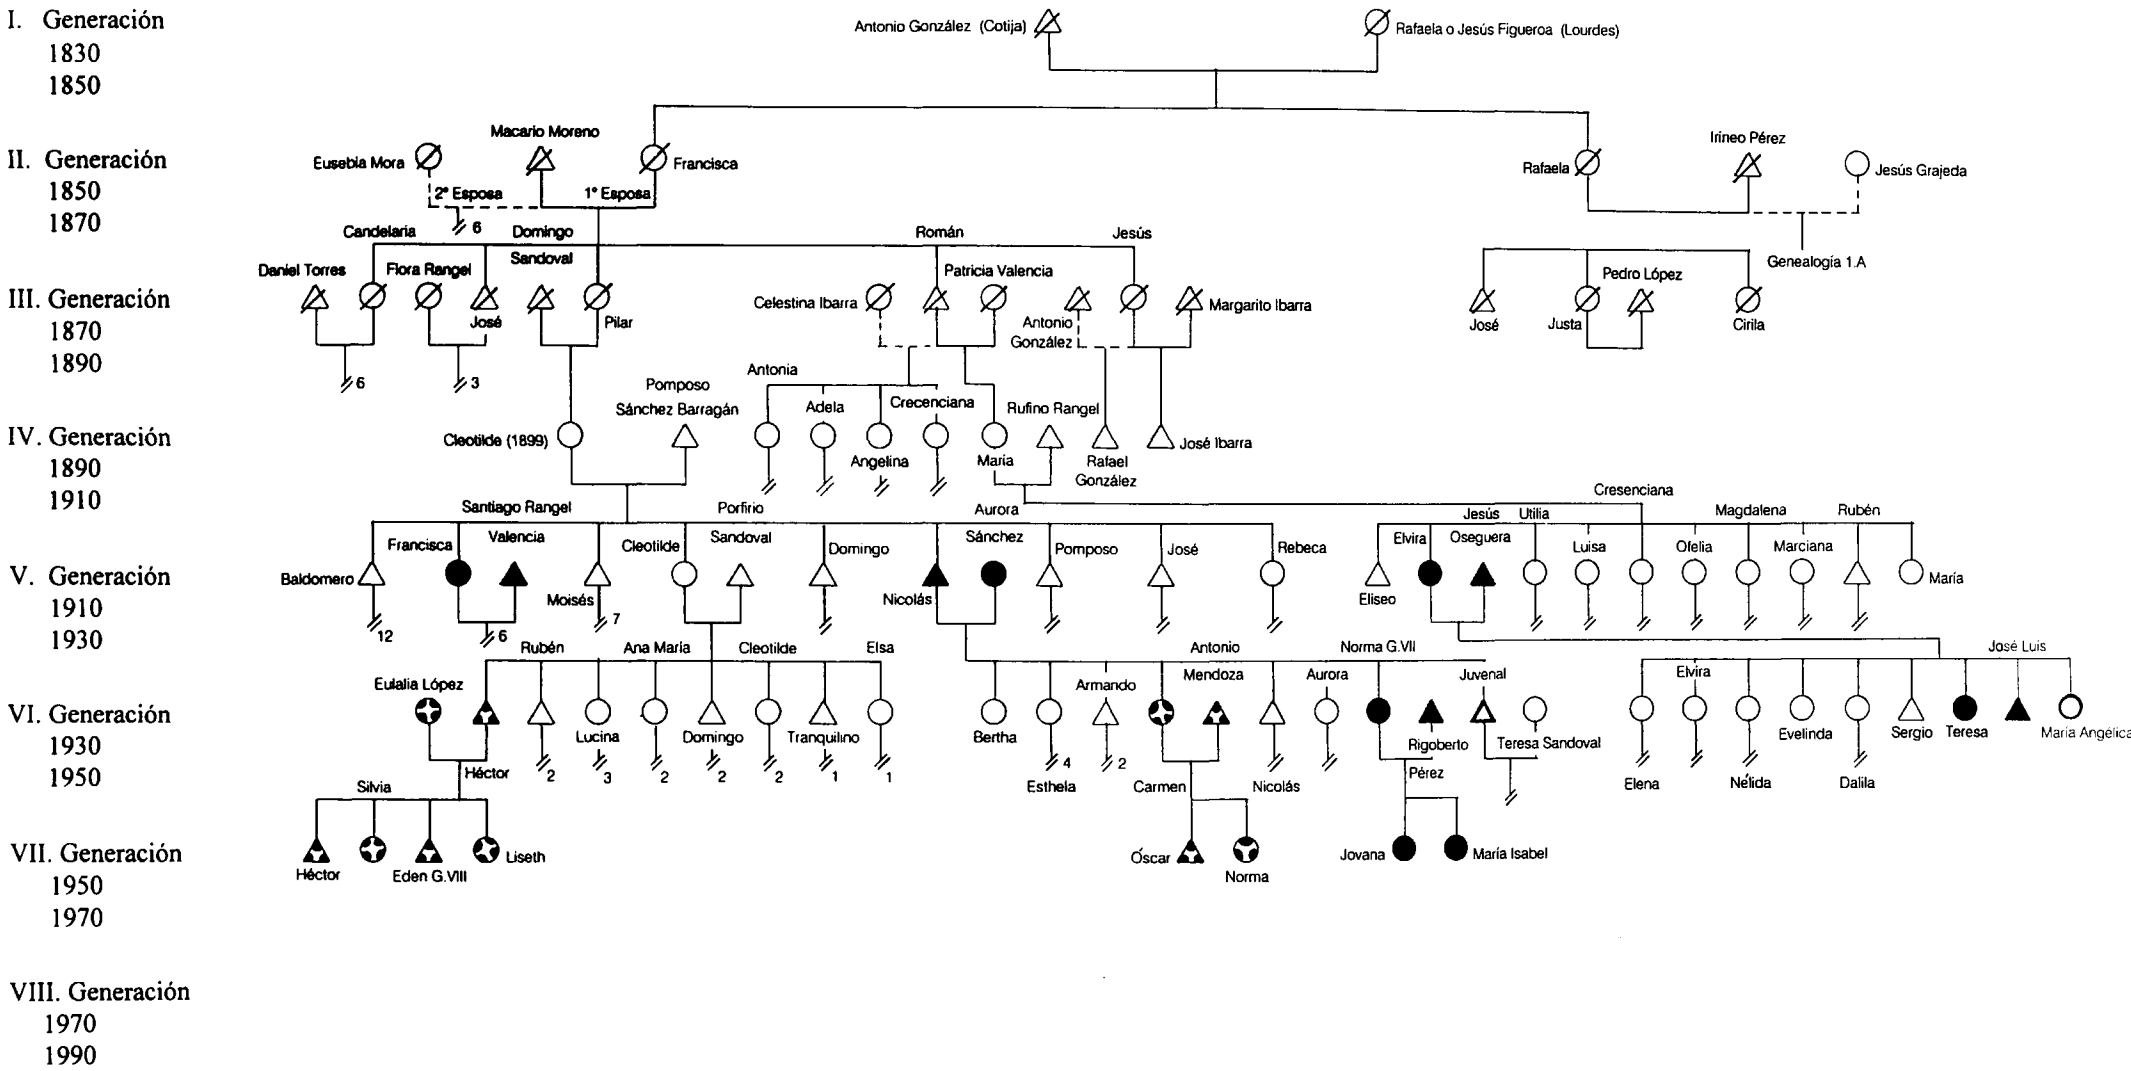 I. Generación
1830
1850
Antonio González (Cotija)
Rafaela o Jesús Figueroa (Lourdes)
II. Generación
1850
1870
Eusebia Mora
Macario Moreno
Francisca
2° Esposa
1° Esposa
6
Rafaela
Irineo Pérez
Jesús Grajeda
Genealogía 1.A
III. Generación
1870
1890
Candelaria
Domingo
Sandoval
Román
Jesús
Daniel Torres
Flora Rangel
José
Pilar
Celestina Ibarra
Patricia Valencia
Antonio
González
Margarito Ibarra
José
Justa
Pedro López
Cirila
6
3
IV. Generación
1890
1910
Cleotilde (1899)
Pomposo
Sánchez Barragán
Antonia
Adela
Angelina
Crecenciana
María
Rufino Rangel
Rafael
González
José Ibarra
V. Generación
1910
1930
Baldomero
Francisca
Santiago Rangel
Valencia
Moisés
Cleotilde
Porfirio
Sandoval
Domingo
Nicolás
Aurora
Sánchez
Pomposo
José
Rebeca
Eliseo
Elvira
Jesús
Oseguera
Utilia
Luisa
Cresenciana
Ofelia
Magdalena
Marciana
Rubén
María
12
6
7
VI. Generación
1930
1950
Eulalia López
Héctor
Rubén
Lucina
Ana María
Domingo
Cleotilde
Tranquilino
Elsa
2
3
2
2
2
1
1
Bertha
Esthela
4
Armando
2
Carmen
Antonio
Mendoza
Nicolás
Aurora
Norma G.VII
Rigoberto
Pérez
Juvenal
Teresa Sandoval
Elena
Elvira
Nélida
Evelinda
Dalila
Sergio
Teresa
José Luis
María Angélica
VII. Generación
1950
1970
Héctor
Silvia
Eden G.VIII
Liseth
Óscar
Norma
Jovana
María Isabel
VIII. Generación
1970
1990